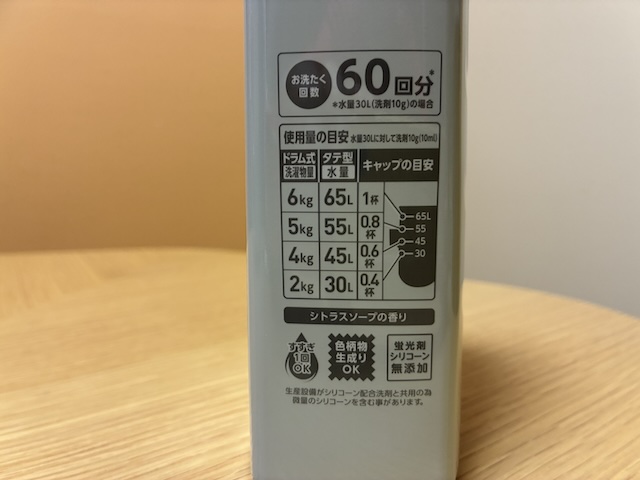 お洗たく
回数
60回分*
*水量30L(洗剤10g)の場合
使用量の目安 水量30Lに対して洗剤10g(10ml)
ドラム式 タテ型 キャップの目安
洗濯物量 水量
6kg 65L 1杯
5kg 55L 0.8杯
4kg 45L 0.6杯
2kg 30L 0.4杯
65L
55
45
30
シトラスソープの香り
すすぎ
1回
OK
色柄物
生成り
OK
蛍光剤
シリコーン
無添加
生産設備がシリコーン配合洗剤と共用の為
微量のシリコーンを含む事があります。